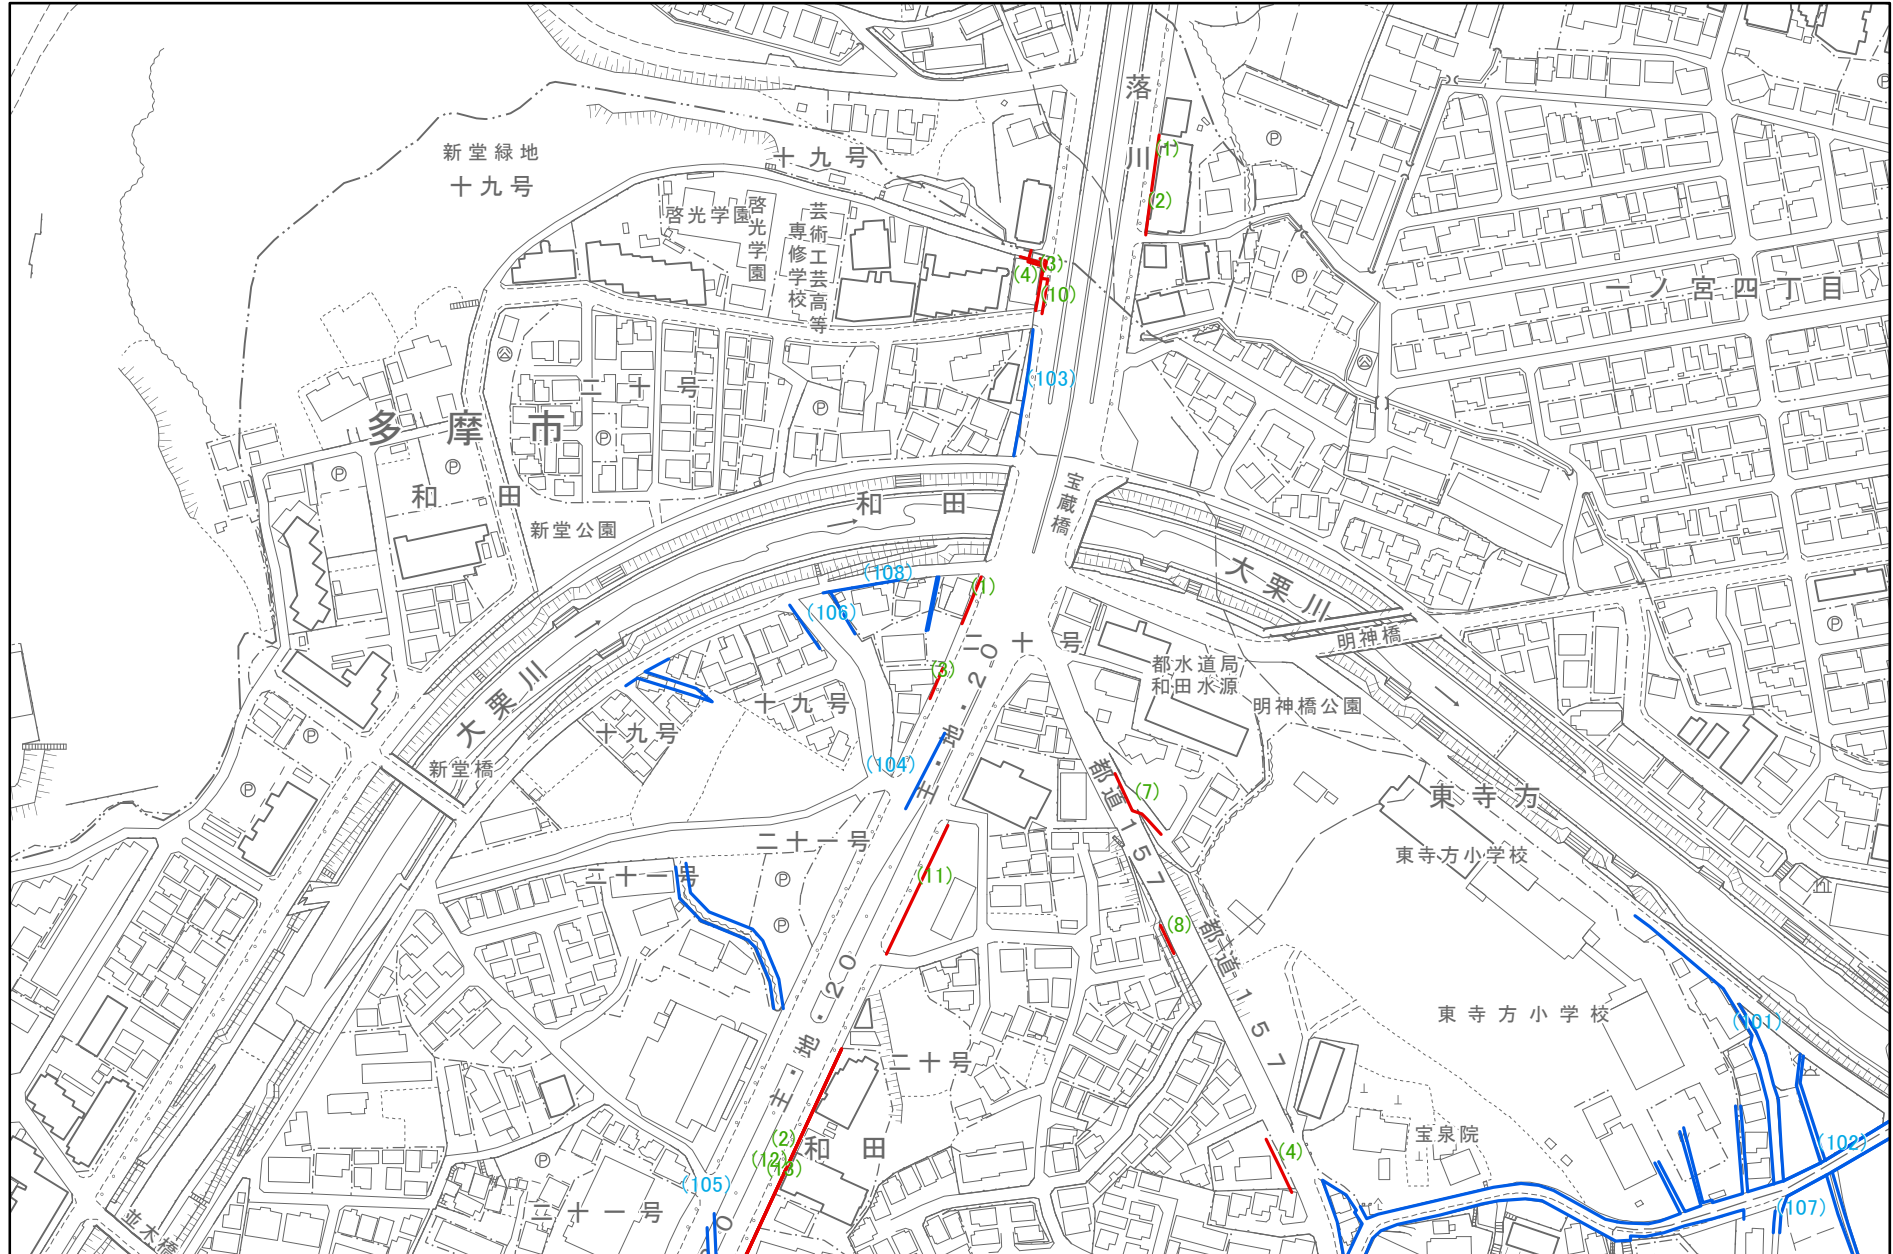 落川
(1)
新堂緑地
十九号
十九号
(2)
啓光学園
啓光学園
芸術工芸高等
専修学校
(3)
(4)
(10)
一ノ宮四丁目
(103)
二十号
多摩市
和田
和田
宝蔵橋
新堂公園
大栗川
(108)
(1)
(106)
明神橋
二十号
都水道局
和田水源
(3)
明神橋公園
大栗川
十九号
十九号
主・地・20
新堂橋
(104)
都道157
(7)
東寺方
二十一号
東寺方小学校
二十一号
(11)
(8)
都道157
主・地・20
東寺方小学校
(101)
二十号
(2)
(12)
(13)
和田
(4)
宝泉院
(102)
(105)
二十一号
並木橋
0
(107)